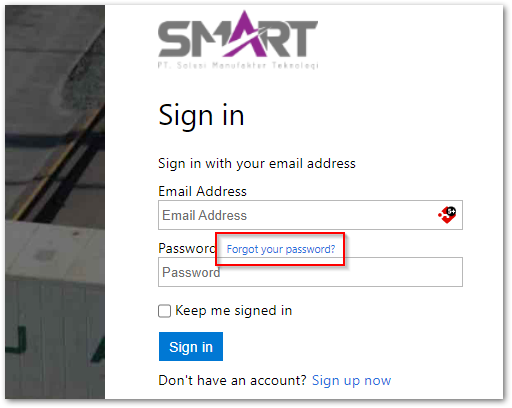 SMART
PT. Solusi Manufaktur Teknologi
Sign in
Sign in with your email address
Email Address
Email Address
5+
Password Forgot your password?
Password
Keep me signed in
Sign in
Don't have an account? Sign up now